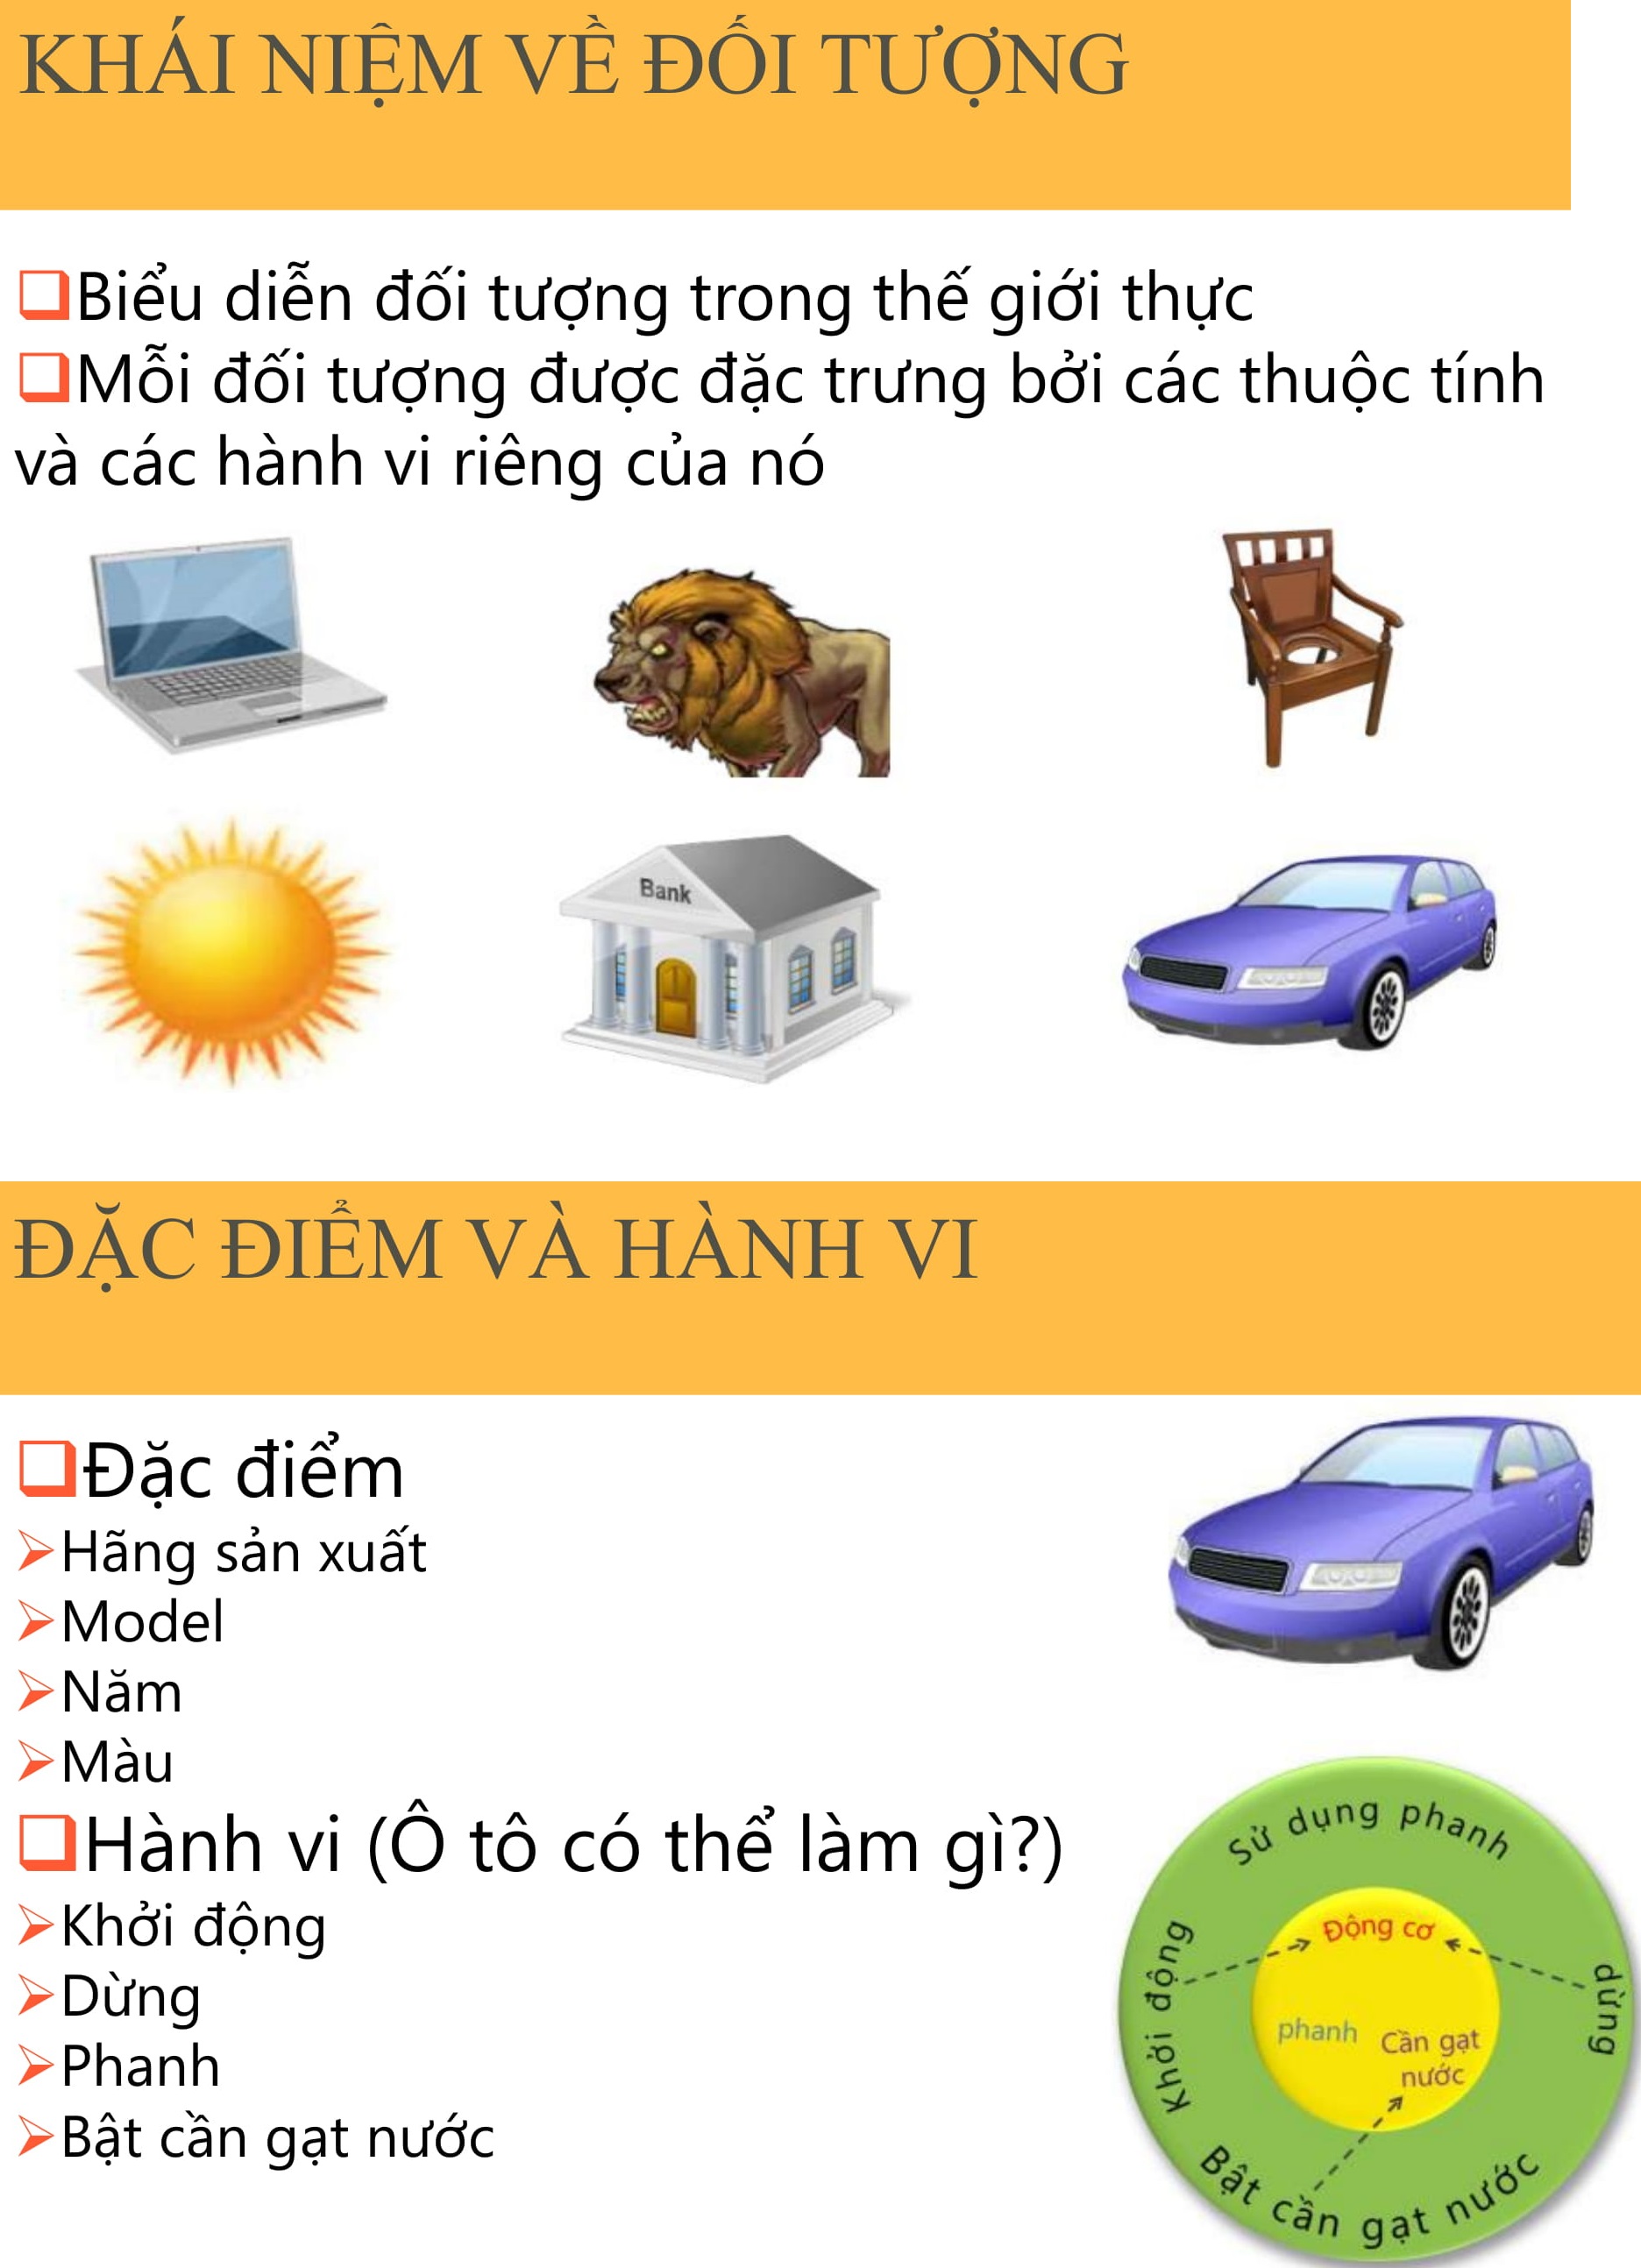 KHÁI NIỆM VỀ ĐỐI TƯỢNG
Biểu diễn đối tượng trong thế giới thực
Mỗi đối tượng được đặc trưng bởi các thuộc tính
và các hành vi riêng của nó
Bank
ĐẶC ĐIỂM VÀ HÀNH VI
Đặc điểm
Hãng sản xuất
Model
Năm
Màu
Hành vi (Ô tô có thể làm gì?)
Khởi động
Dừng
Phanh
Bật cần gạt nước
Sử dụng phanh
Khởi động
dừng
Bật cần gạt nước
Động cơ
phanh
Cần gạt
nước